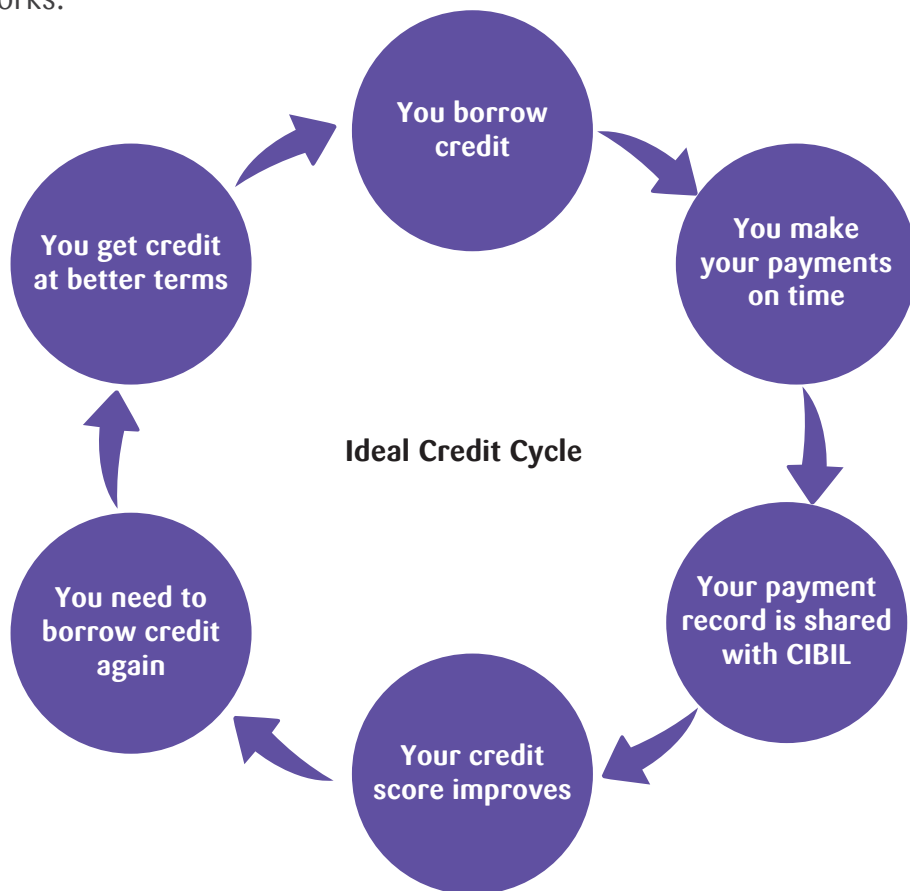 orks.
You borrow
credit
You make
your payments
on time
Your payment
record is shared
with CIBIL
Your credit
score improves
You need to
borrow credit
again
You get credit
at better terms
Ideal Credit Cycle